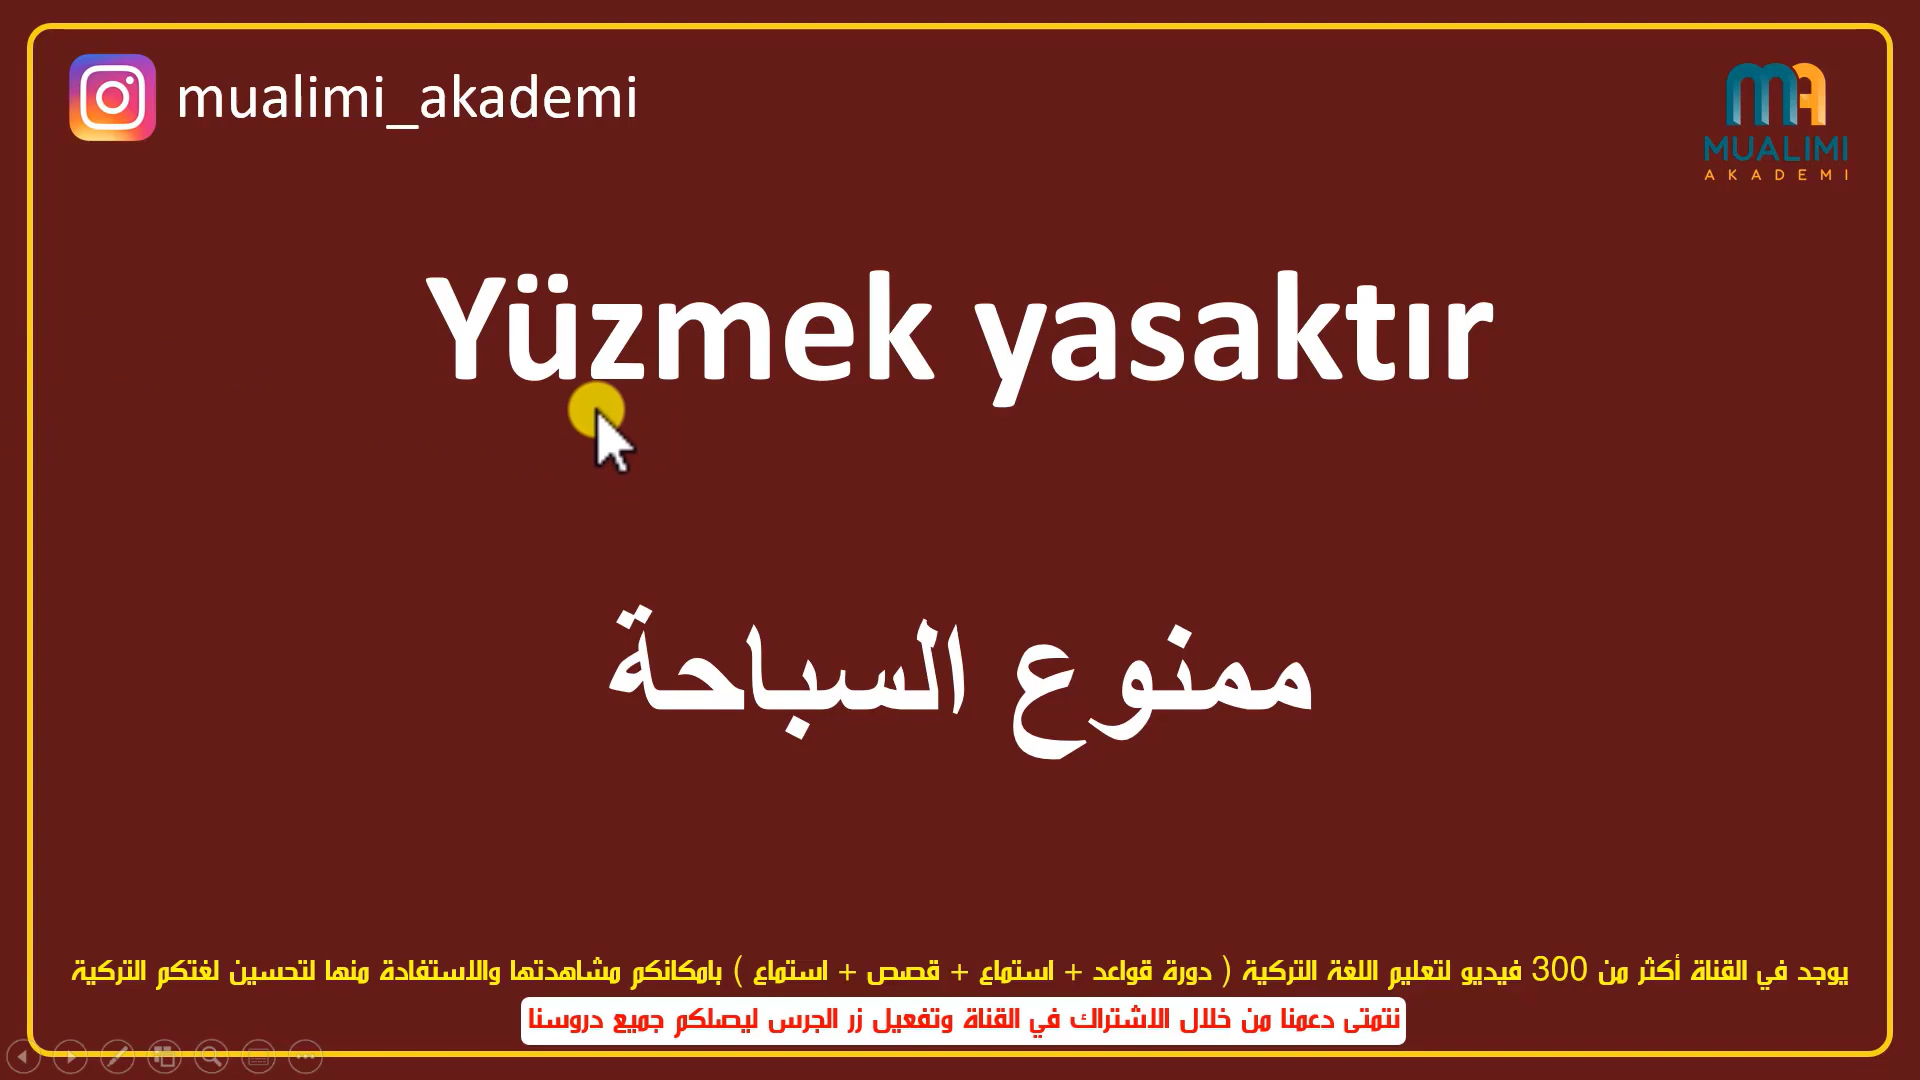 mualimi_akademi
MUALIMI
AKADEMI
Yüzmek yasaktır
ممنوع السباحة
يوجد في القناة أكثر من 300 فيديو لتعليم اللغة التركية ( دورة قواعد + استماع + قصص + استماع ) بامكانكم مشاهدتها والاستفادة منها لتحسين لغتكم التركية
نتمتى دعمنا من خلال الاشتراك في القناة وتفعيل زر الجرس ليصلكم جميع دروسنا